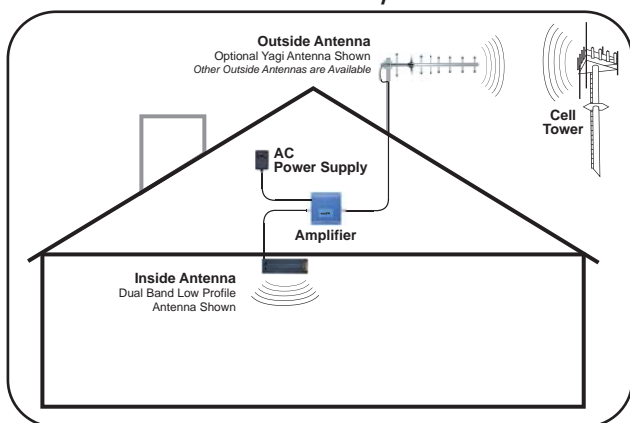 Outside Antenna
Optional Yagi Antenna Shown
Other Outside Antennas are Available
Cell
Tower
AC
Power Supply
Amplifier
Inside Antenna
Dual Band Low Profile
Antenna Shown